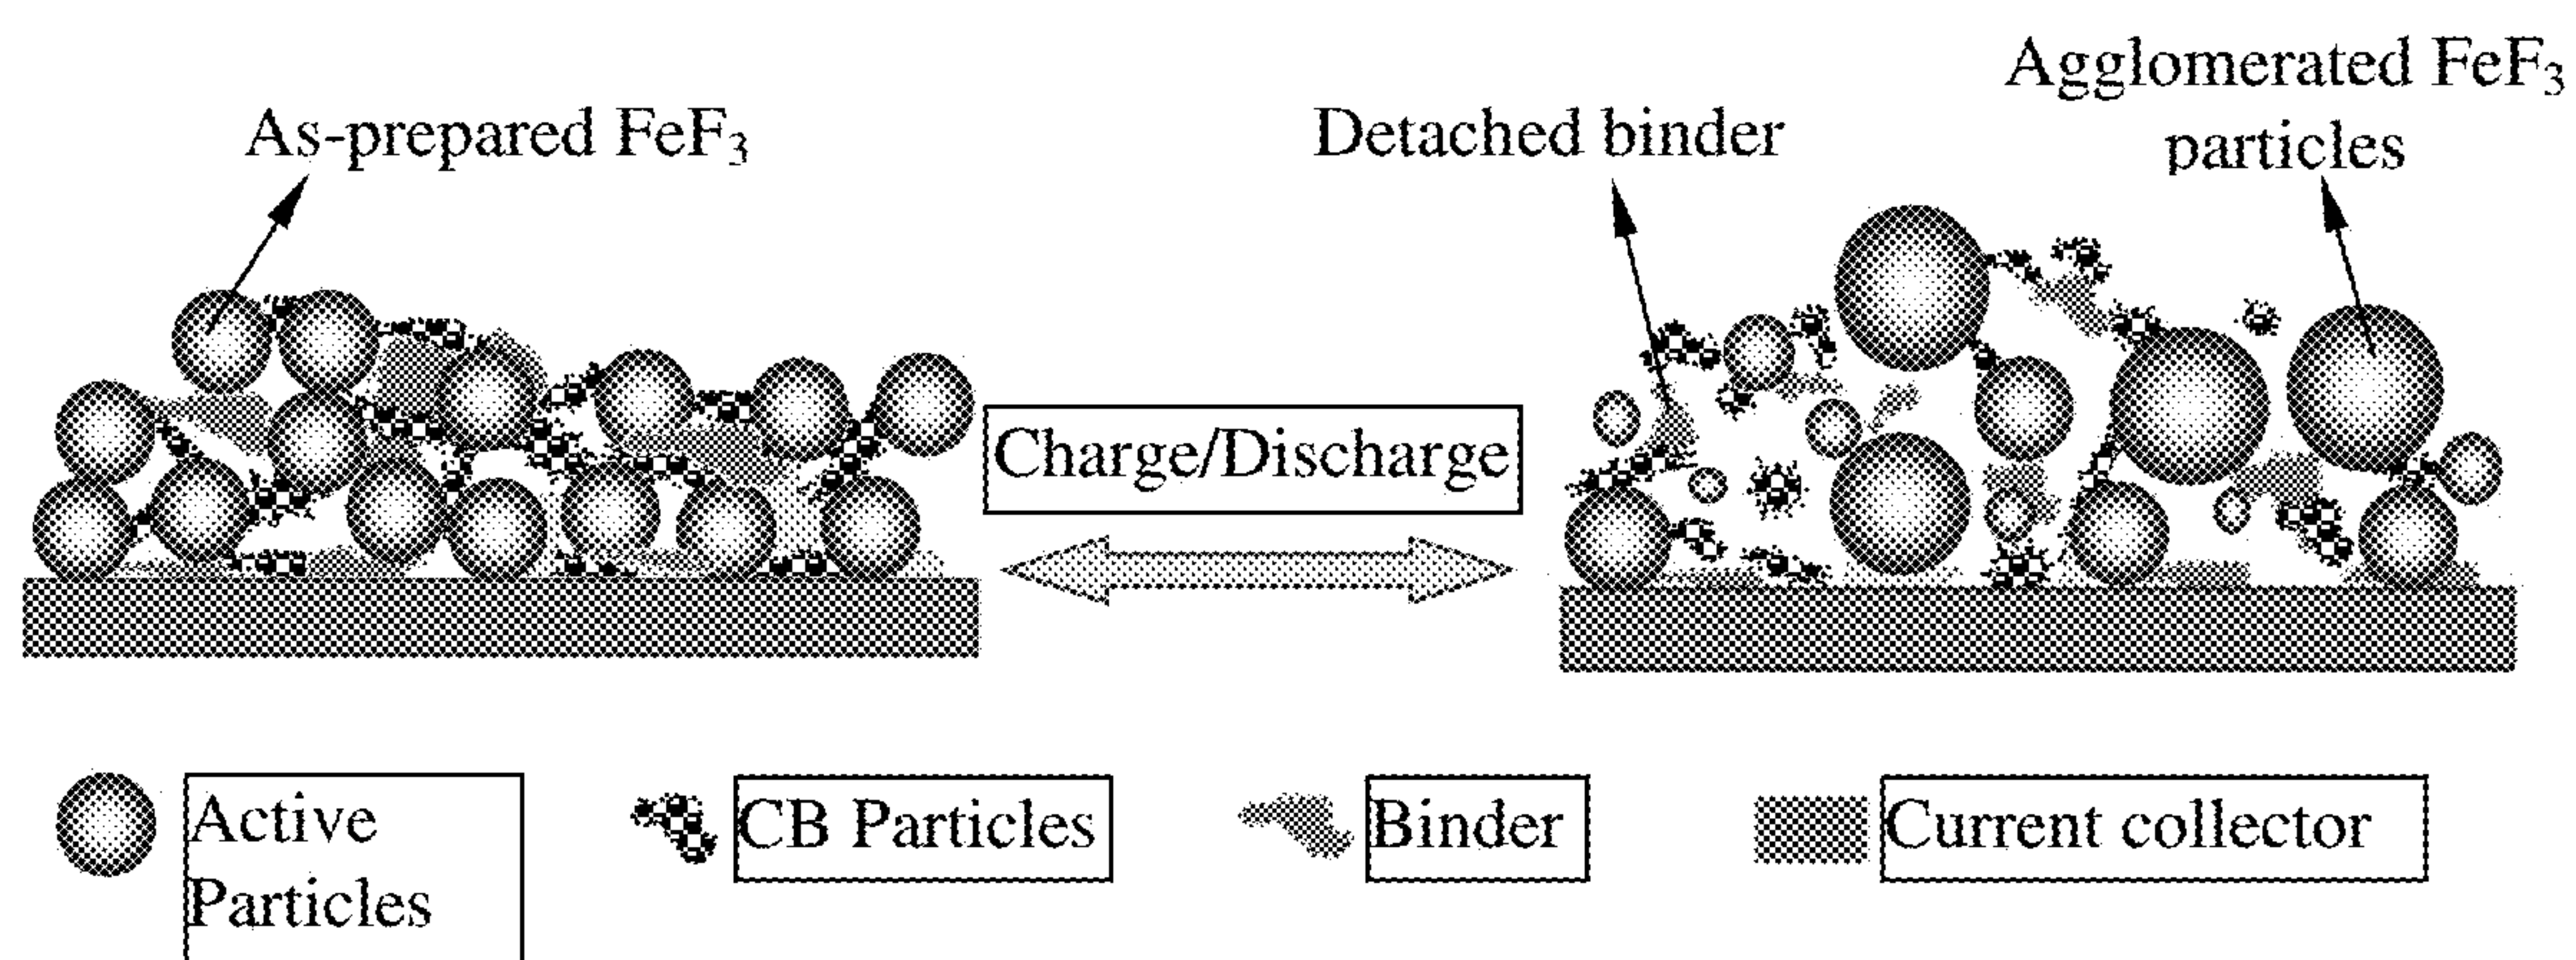 As-prepared FeF₃
Detached binder
Agglomerated FeF₃
particles
Charge/Discharge
Active
Particles
CB Particles
Binder
Current collector